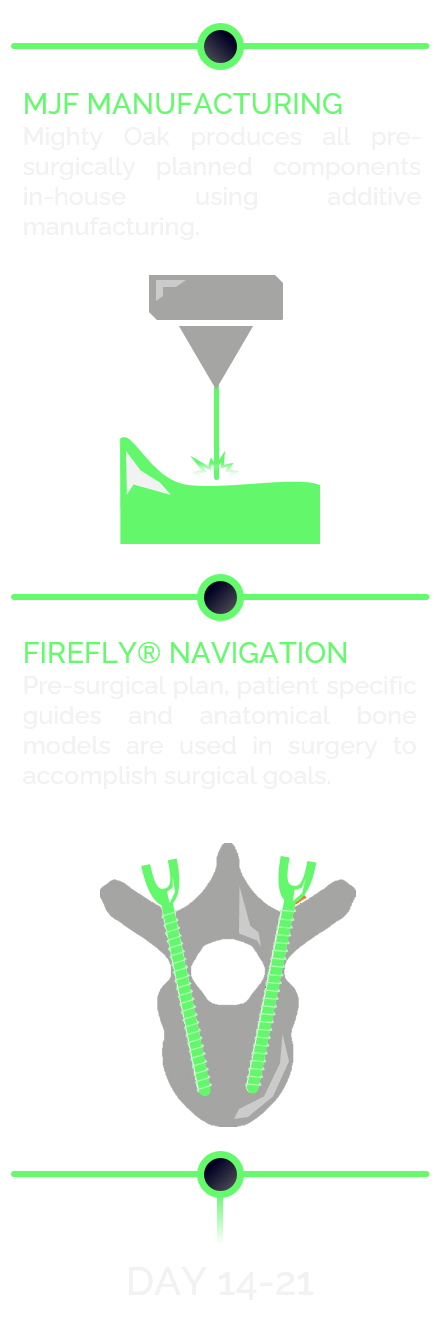 MJF MANUFACTURING
Mighty Oak produces all pre-
surgically planned components
in-house using additive
manufacturing.
FIREFLY® NAVIGATION
Pre-surgical plan, patient specific
guides and anatomical bone
models are used in surgery to
accomplish surgical goals.
DAY 14-21